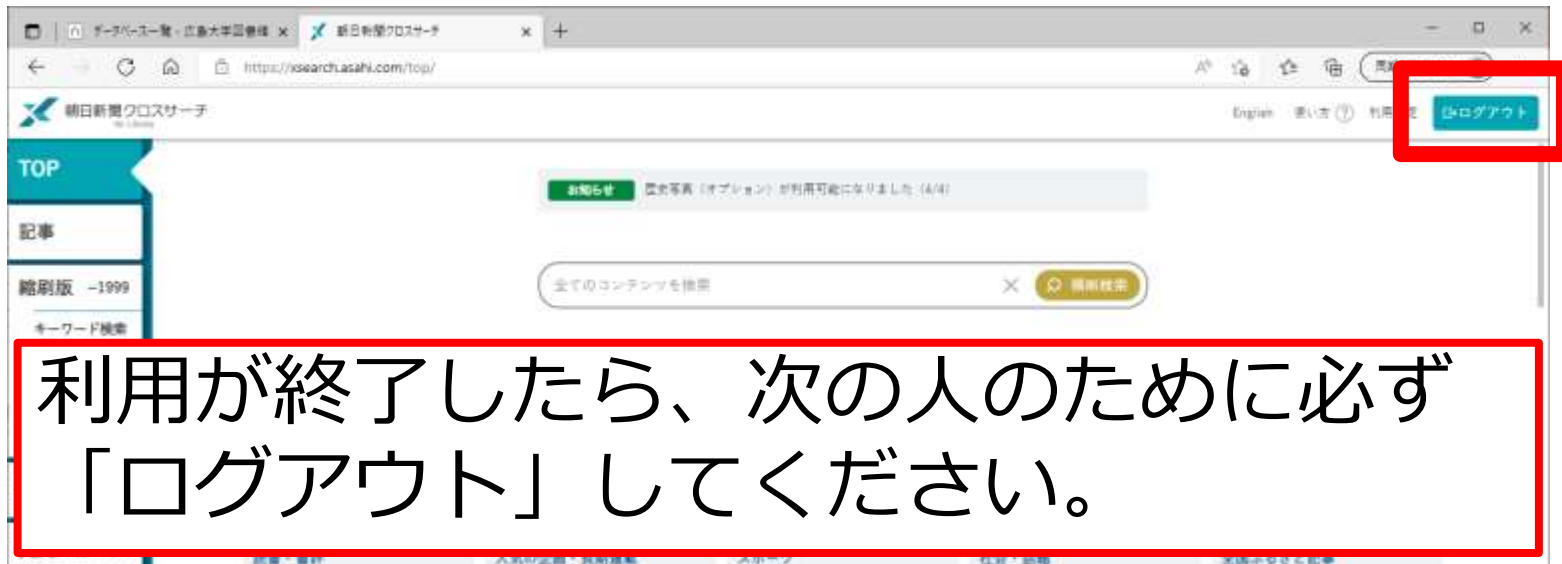 データベース一覧 - 広島大学図書館
朝日新聞クロスサーチ
https://xsearch.asahi.com/top/
朝日新聞クロスサーチ
English
使い方
ログアウト
TOP
お知らせ 歴史写真（オプション）が利用可能になりました（4/4）
記事
全てのコンテンツを検索
横断検索
縮刷版 -1999
キーワード検索
利用が終了したら、次の人のために必ず
「ログアウト」してください。